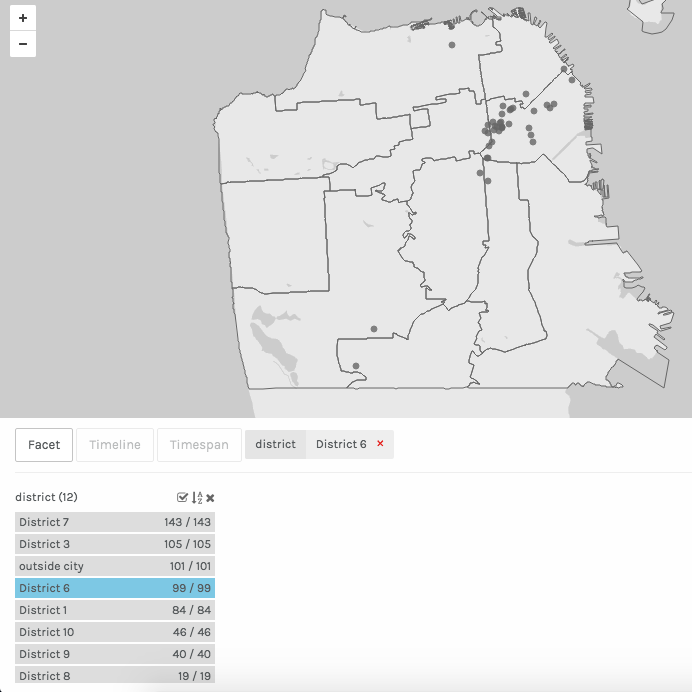 +
−
Facet Timeline Timespan district District 6 ×
district (12)
District 7 143 / 143
District 3 105 / 105
outside city 101 / 101
District 6 99 / 99
District 1 84 / 84
District 10 46 / 46
District 9 40 / 40
District 8 19 / 19